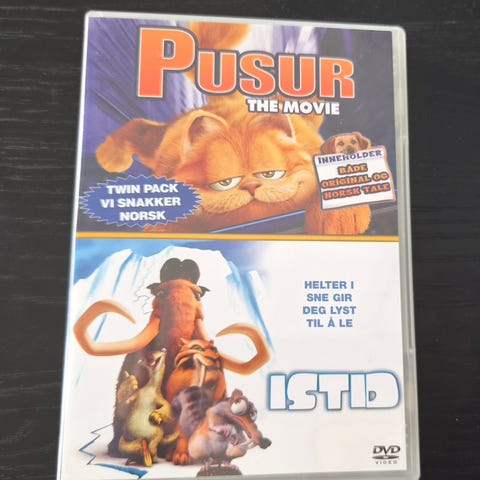 PUSUR
THE MOVIE
INNEHOLDER
BÅDE
ORIGINAL OG
NORSK TALE
TWIN PACK
VI SNAKKER
NORSK
HELTER I
SNE GIR
DEG LYST
TIL Å LE
ISTID
DVD
VIDEO